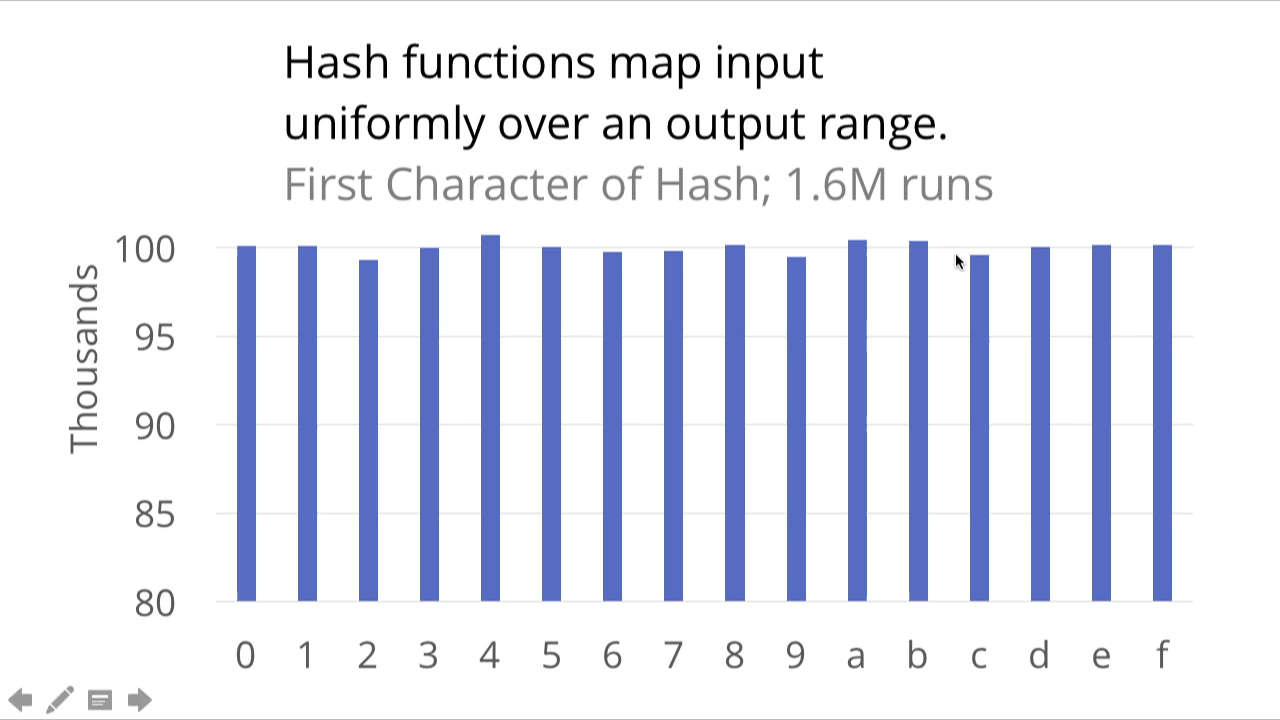 Hash functions map input
uniformly over an output range.
First Character of Hash; 1.6M runs
Thousands
100
95
90
85
80
0 1 2 3 4 5 6 7 8 9 a b c d e f